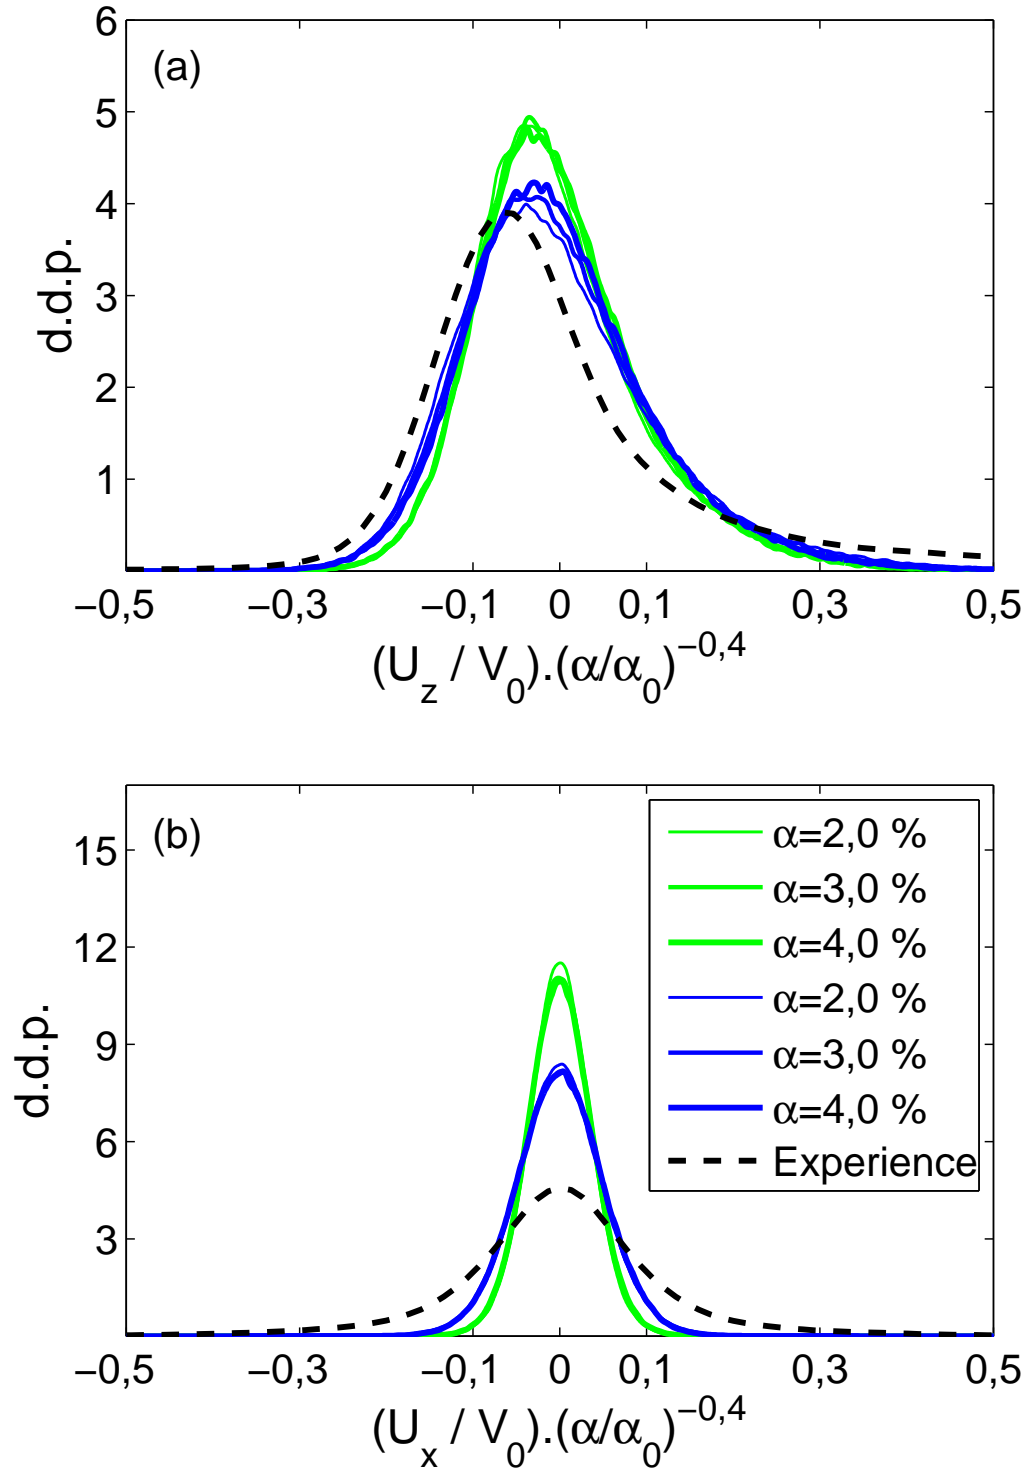 (a)
6
5
4
3
2
1
d.d.p.
−0,5 −0,3 −0,1 0 0,1 0,3 0,5
(U_z / V_0).(α/α_0)^−0,4
(b)
15
12
9
6
3
d.d.p.
α=2,0 %
α=3,0 %
α=4,0 %
α=2,0 %
α=3,0 %
α=4,0 %
Experience
−0,5 −0,3 −0,1 0 0,1 0,3 0,5
(U_x / V_0).(α/α_0)^−0,4